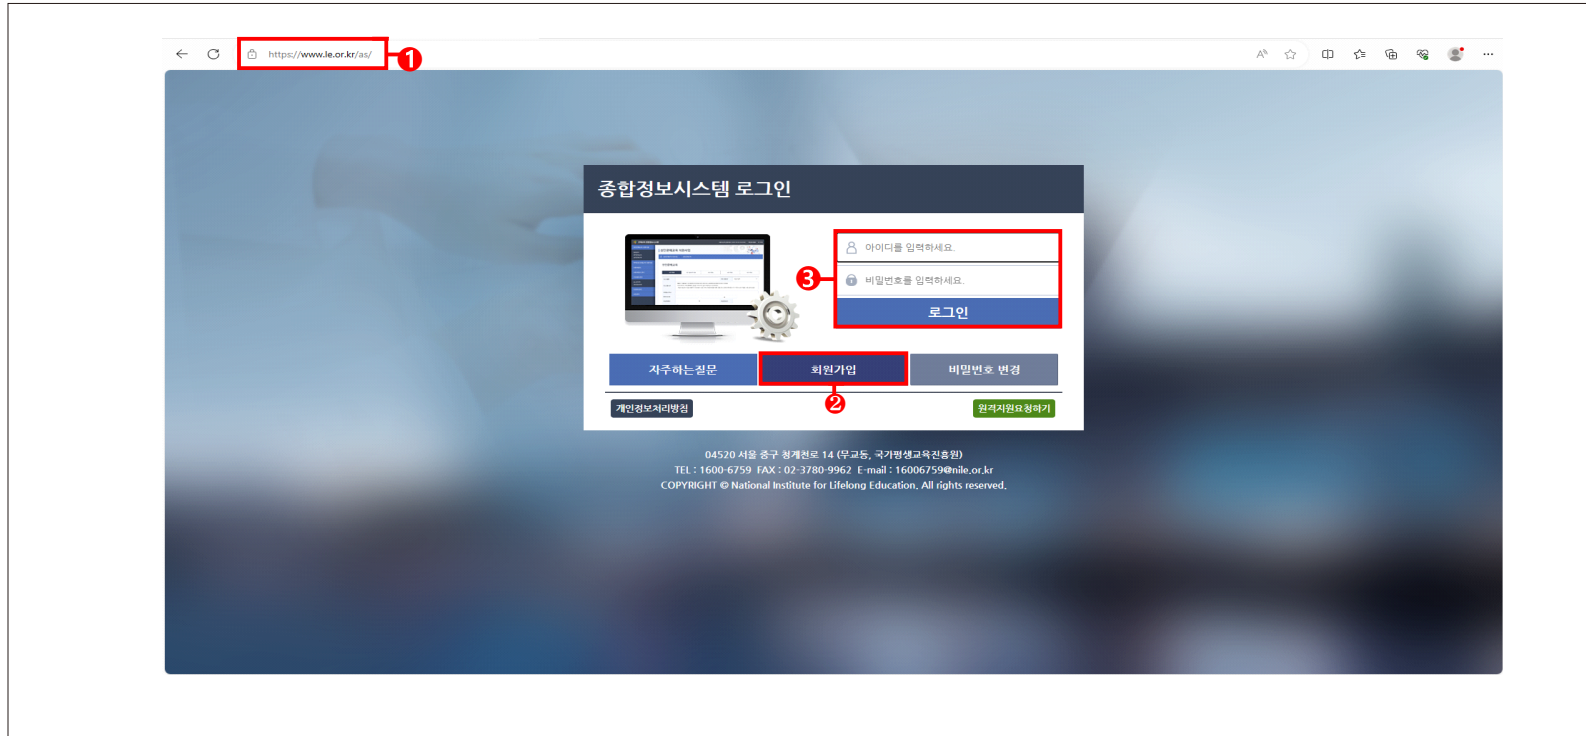 https://www.le.or.kr/as/
❶
종합정보시스템 로그인
아이디를 입력하세요.
❸
비밀번호를 입력하세요.
로그인
자주하는질문 회원가입 비밀번호 변경
❷
개인정보처리방침 원격지원요청하기
04520 서울 중구 청계천로 14 (무교동, 국가평생교육진흥원)
TEL : 1600-6759 FAX : 02-3780-9962 E-mail : 16006759@nile.or.kr
COPYRIGHT © National Institute for Lifelong Education. All rights reserved.